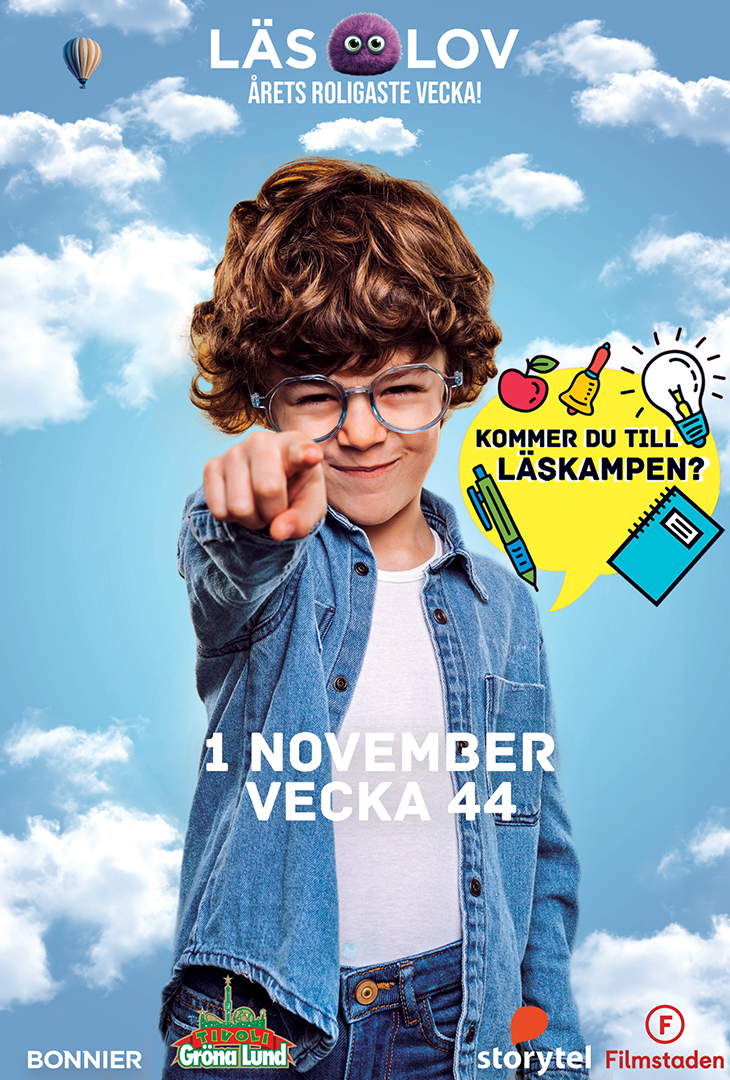 LÄS LOV
ÅRETS ROLIGASTE VECKA!
KOMMER DU TILL
LÄSKAMPEN?
1 NOVEMBER
VECKA 44
BONNIER
TIVOLI
Gröna Lund
storytel
F
Filmstaden